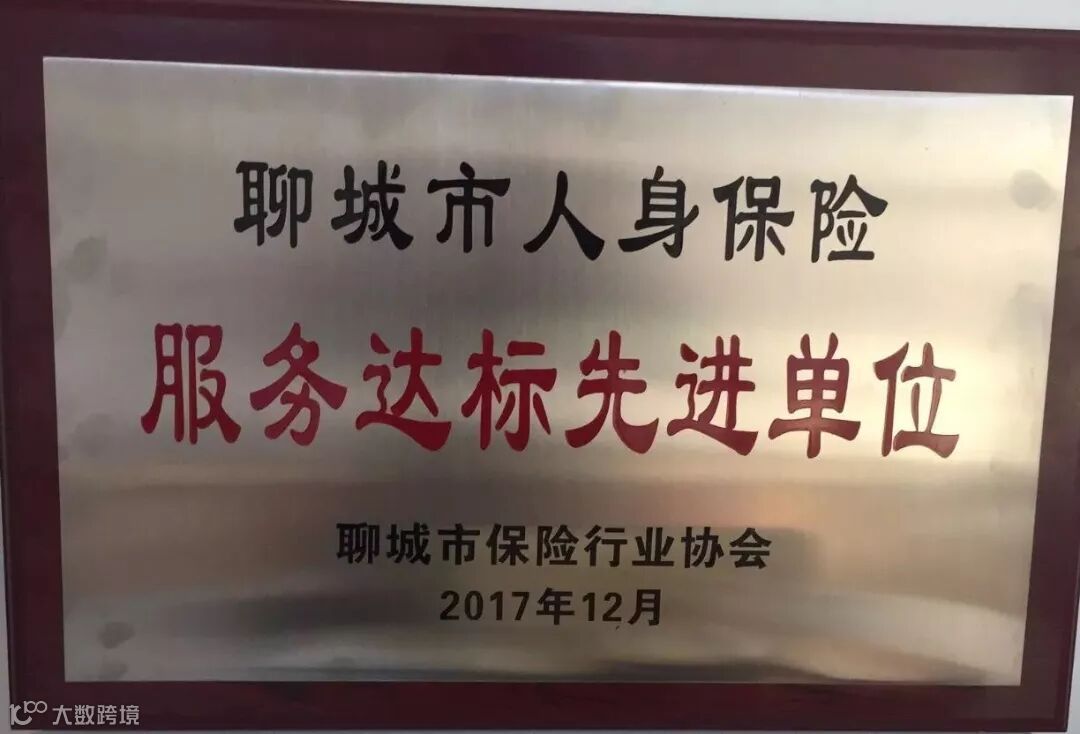 聊城市人身保险
服务达标先进单位
聊城市保险行业协会
2017年12月
大数跨境